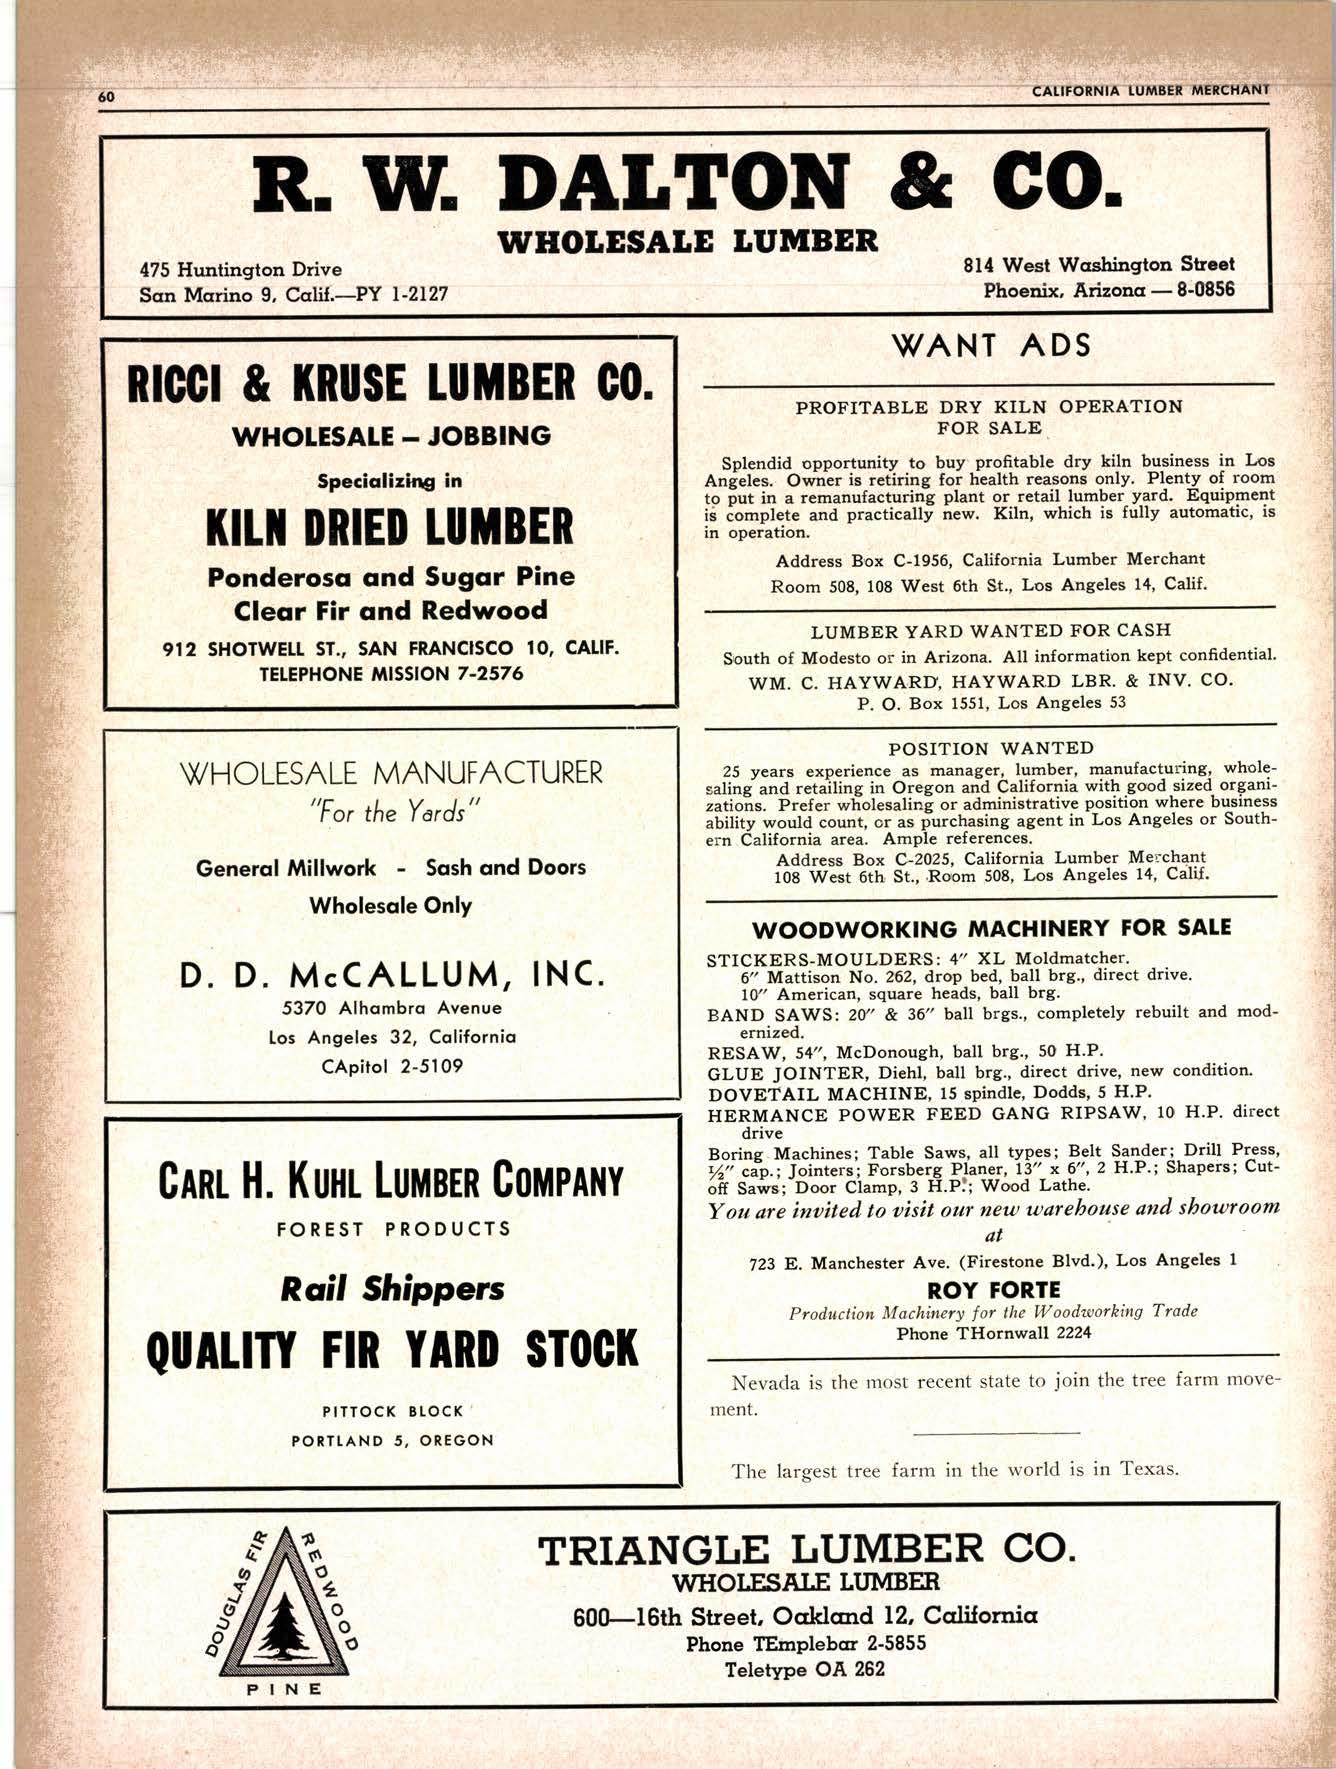 60
CALIFORNIA LUMBER MERCHANT
R. W. DALTON & CO.
WHOLESALE LUMBER
475 Huntington Drive
San Marino 9, Calif.—PY 1-2127
814 West Washington Street
Phoenix, Arizona — 8-0856
RICCI & KRUSE LUMBER CO.
WHOLESALE – JOBBING
Specializing in
KILN DRIED LUMBER
Ponderosa and Sugar Pine
Clear Fir and Redwood
912 SHOTWELL ST., SAN FRANCISCO 10, CALIF.
TELEPHONE MISSION 7-2576
WHOLESALE MANUFACTURER
"For the Yards"
General Millwork - Sash and Doors
Wholesale Only
D. D. McCALLUM, INC.
5370 Alhambra Avenue
Los Angeles 32, California
CApitol 2-5109
CARL H. KUHL LUMBER COMPANY
FOREST PRODUCTS
Rail Shippers
QUALITY FIR YARD STOCK
PITTOCK BLOCK
PORTLAND 5, OREGON
WANT ADS
PROFITABLE DRY KILN OPERATION
FOR SALE
Splendid opportunity to buy profitable dry kiln business in Los
Angeles. Owner is retiring for health reasons only. Plenty of room
to put in a remanufacturing plant or retail lumber yard. Equipment
is complete and practically new. Kiln, which is fully automatic, is
in operation.
Address Box C-1956, California Lumber Merchant
Room 508, 108 West 6th St., Los Angeles 14, Calif.
LUMBER YARD WANTED FOR CASH
South of Modesto or in Arizona. All information kept confidential.
WM. C. HAYWARD, HAYWARD LBR. & INV. CO.
P. O. Box 1551, Los Angeles 53
POSITION WANTED
25 years experience as manager, lumber, manufacturing, whole-
saling and retailing in Oregon and California with good sized organi-
zations. Prefer wholesaling or administrative position where business
ability would count, or as purchasing agent in Los Angeles or South-
ern California area. Ample references.
Address Box C-2025, California Lumber Merchant
108 West 6th St., Room 508, Los Angeles 14, Calif.
WOODWORKING MACHINERY FOR SALE
STICKERS-MOULDERS: 4″ XL Moldmatcher.
6″ Mattison No. 262, drop bed, ball brg., direct drive.
10″ American, square heads, ball brg.
BAND SAWS: 20″ & 36″ ball brgs., completely rebuilt and mod-
ernized.
RESAW, 54″, McDonough, ball brg., 50 H.P.
GLUE JOINTER, Diehl, ball brg., direct drive, new condition.
DOVETAIL MACHINE, 15 spindle, Dodds, 5 H.P.
HERMANCE POWER FEED GANG RIPSAW, 10 H.P. direct
drive
Boring Machines; Table Saws, all types; Belt Sander; Drill Press,
½″ cap.; Jointers; Forsberg Planer, 13″ x 6″, 2 H.P.; Shapers; Cut-
off Saws; Door Clamp, 3 H.P.; Wood Lathe.
You are invited to visit our new warehouse and showroom
at
723 E. Manchester Ave. (Firestone Blvd.), Los Angeles 1
ROY FORTE
Production Machinery for the Woodworking Trade
Phone THornwall 2224
Nevada is the most recent state to join the tree farm move-
ment.
The largest tree farm in the world is in Texas.
DOUGLAS FIR
REDWOOD
PINE
TRIANGLE LUMBER CO.
WHOLESALE LUMBER
600—16th Street, Oakland 12, California
Phone TEmplebar 2-5855
Teletype OA 262